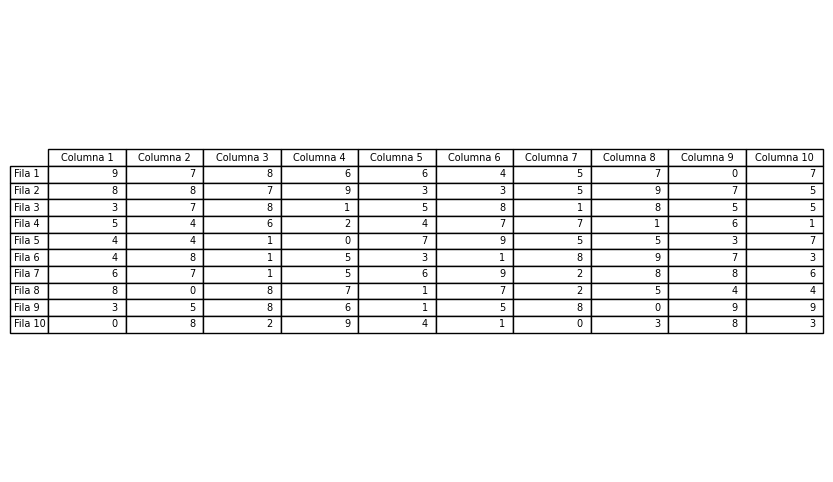 Columna 1 Columna 2 Columna 3 Columna 4 Columna 5 Columna 6 Columna 7 Columna 8 Columna 9 Columna 10
Fila 1 9 7 8 6 6 4 5 7 0 7
Fila 2 8 8 7 9 3 3 5 9 7 5
Fila 3 3 7 8 1 5 8 1 8 5 5
Fila 4 5 4 6 2 4 7 7 1 6 1
Fila 5 4 4 1 0 7 9 5 5 3 7
Fila 6 4 8 1 5 3 1 8 9 7 3
Fila 7 6 7 1 5 6 9 2 8 8 6
Fila 8 8 0 8 7 1 7 2 5 4 4
Fila 9 3 5 8 6 1 5 8 0 9 9
Fila 10 0 8 2 9 4 1 0 3 8 3